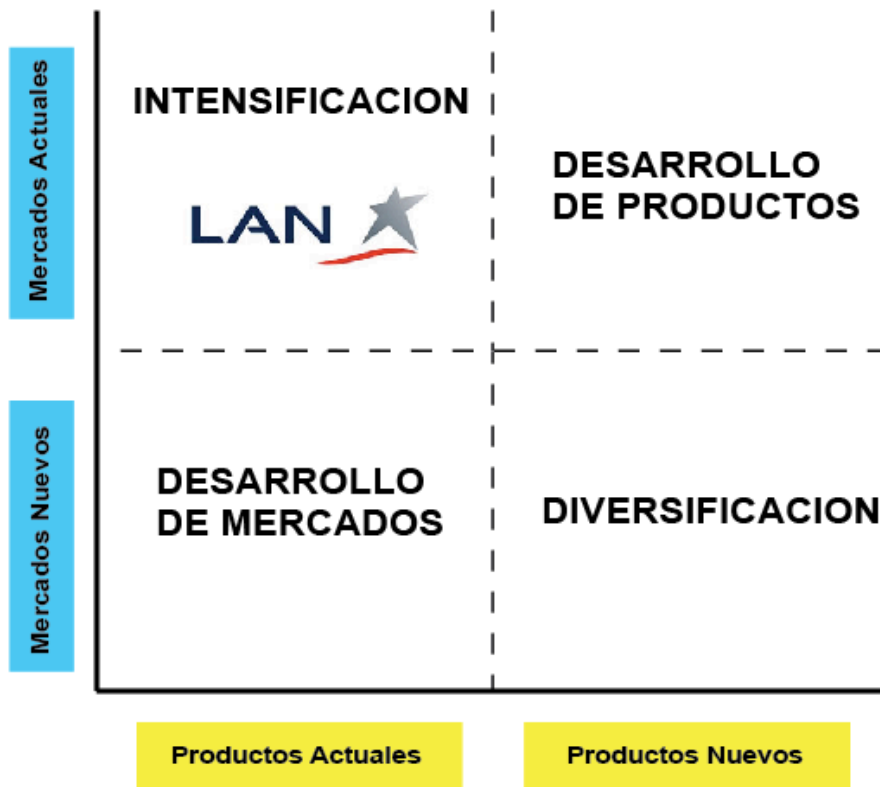 Mercados Actuales
INTENSIFICACION
LAN
DESARROLLO
DE PRODUCTOS
Mercados Nuevos
DESARROLLO
DE MERCADOS
DIVERSIFICACION
Productos Actuales
Productos Nuevos